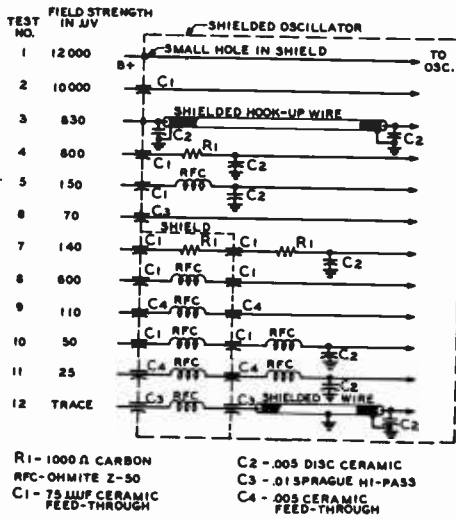 TEST NO. FIELD STRENGTH IN UV
SHIELDED OSCILLATOR
1 12000 SMALL HOLE IN SHIELD TO OSC.
B+
2 10000 C1
3 830 SHIELDED HOOK-UP WIRE
C2 C2
4 800 C1 R1 C2
5 150 C1 RFC C2
6 70 C3
SHIELD
7 140 C1 R1 C1 R1 C2
8 600 C1 RFC C1
9 110 C4 RFC C4
10 50 C1 RFC C1 RFC C2
11 25 C4 RFC C4 RFC C2
12 TRACE C3 RFC C3 SHIELDED WIRE C2
R1-1000 Ω CARBON
RFC-OHMITE Z-50
C1-75 UUF CERAMIC FEED-THROUGH
C2-.005 DISC CERAMIC
C3-.01 SPRAGUE HI-PASS
C4-.005 CERAMIC FEED-THROUGH